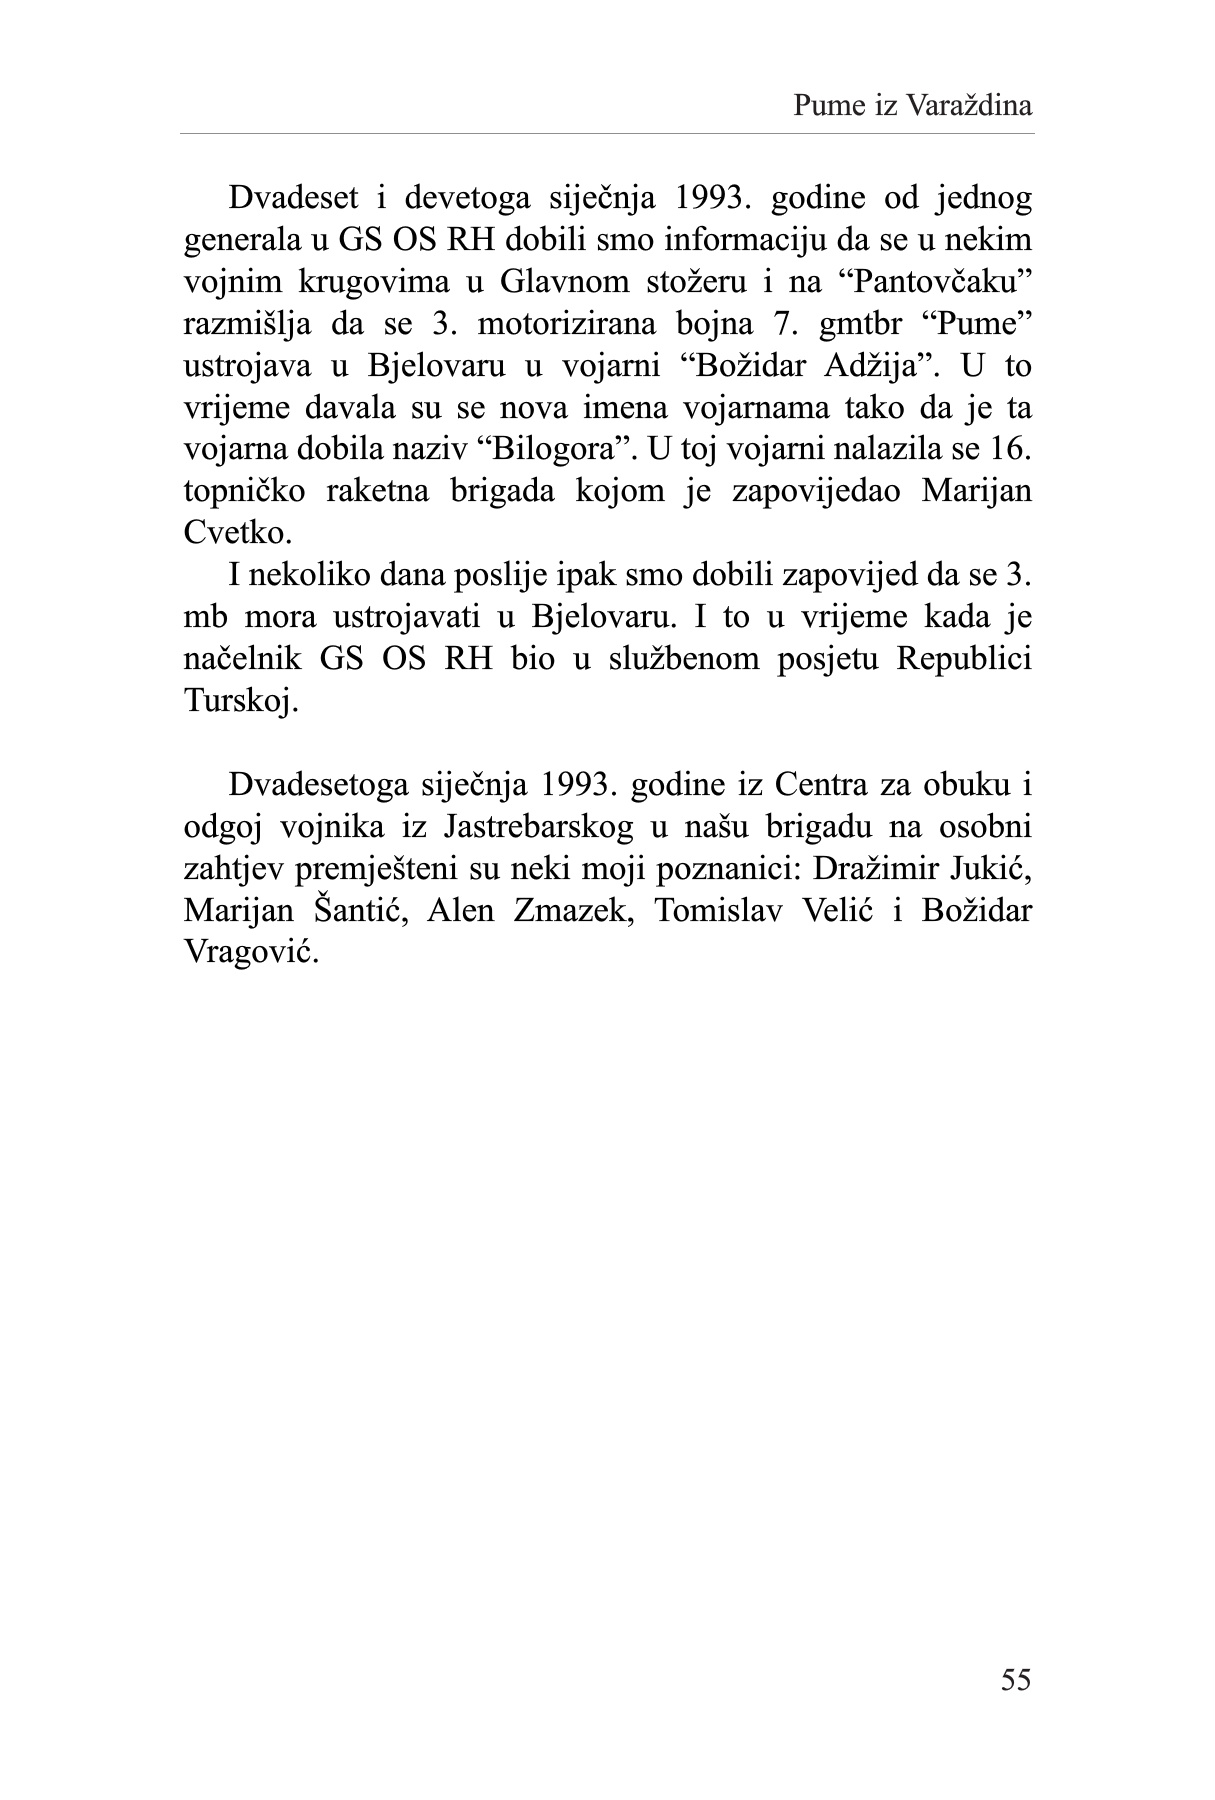 Pume iz Varaždina
Dvadeset i devetoga siječnja 1993. godine od jednog
generala u GS OS RH dobili smo informaciju da se u nekim
vojnim krugovima u Glavnom stožeru i na “Pantovčaku”
razmišlja da se 3. motorizirana bojna 7. gmtbr “Pume”
ustrojava u Bjelovaru u vojarni “Božidar Adžija”. U to
vrijeme davala su se nova imena vojarnama tako da je ta
vojarna dobila naziv “Bilogora”. U toj vojarni nalazila se 16.
topničko raketna brigada kojom je zapovijedao Marijan
Cvetko.
I nekoliko dana poslije ipak smo dobili zapovijed da se 3.
mb mora ustrojavati u Bjelovaru. I to u vrijeme kada je
načelnik GS OS RH bio u službenom posjetu Republici
Turskoj.
Dvadesetoga siječnja 1993. godine iz Centra za obuku i
odgoj vojnika iz Jastrebarskog u našu brigadu na osobni
zahtjev premješteni su neki moji poznanici: Dražimir Jukić,
Marijan Šantić, Alen Zmazek, Tomislav Velić i Božidar
Vragović.
55